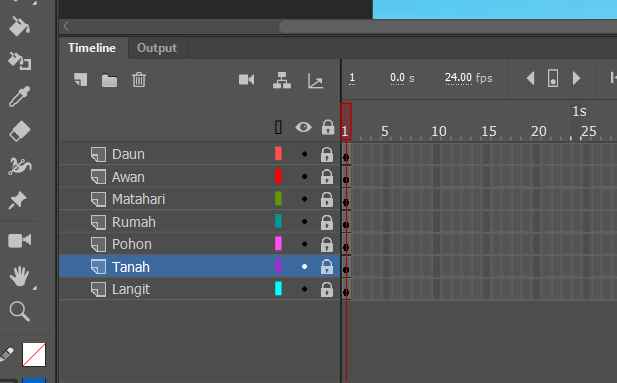 Timeline Output
1 0.0 s 24.00 fps
1s
1 5 10 15 20 25
Daun
Awan
Matahari
Rumah
Pohon
Tanah
Langit